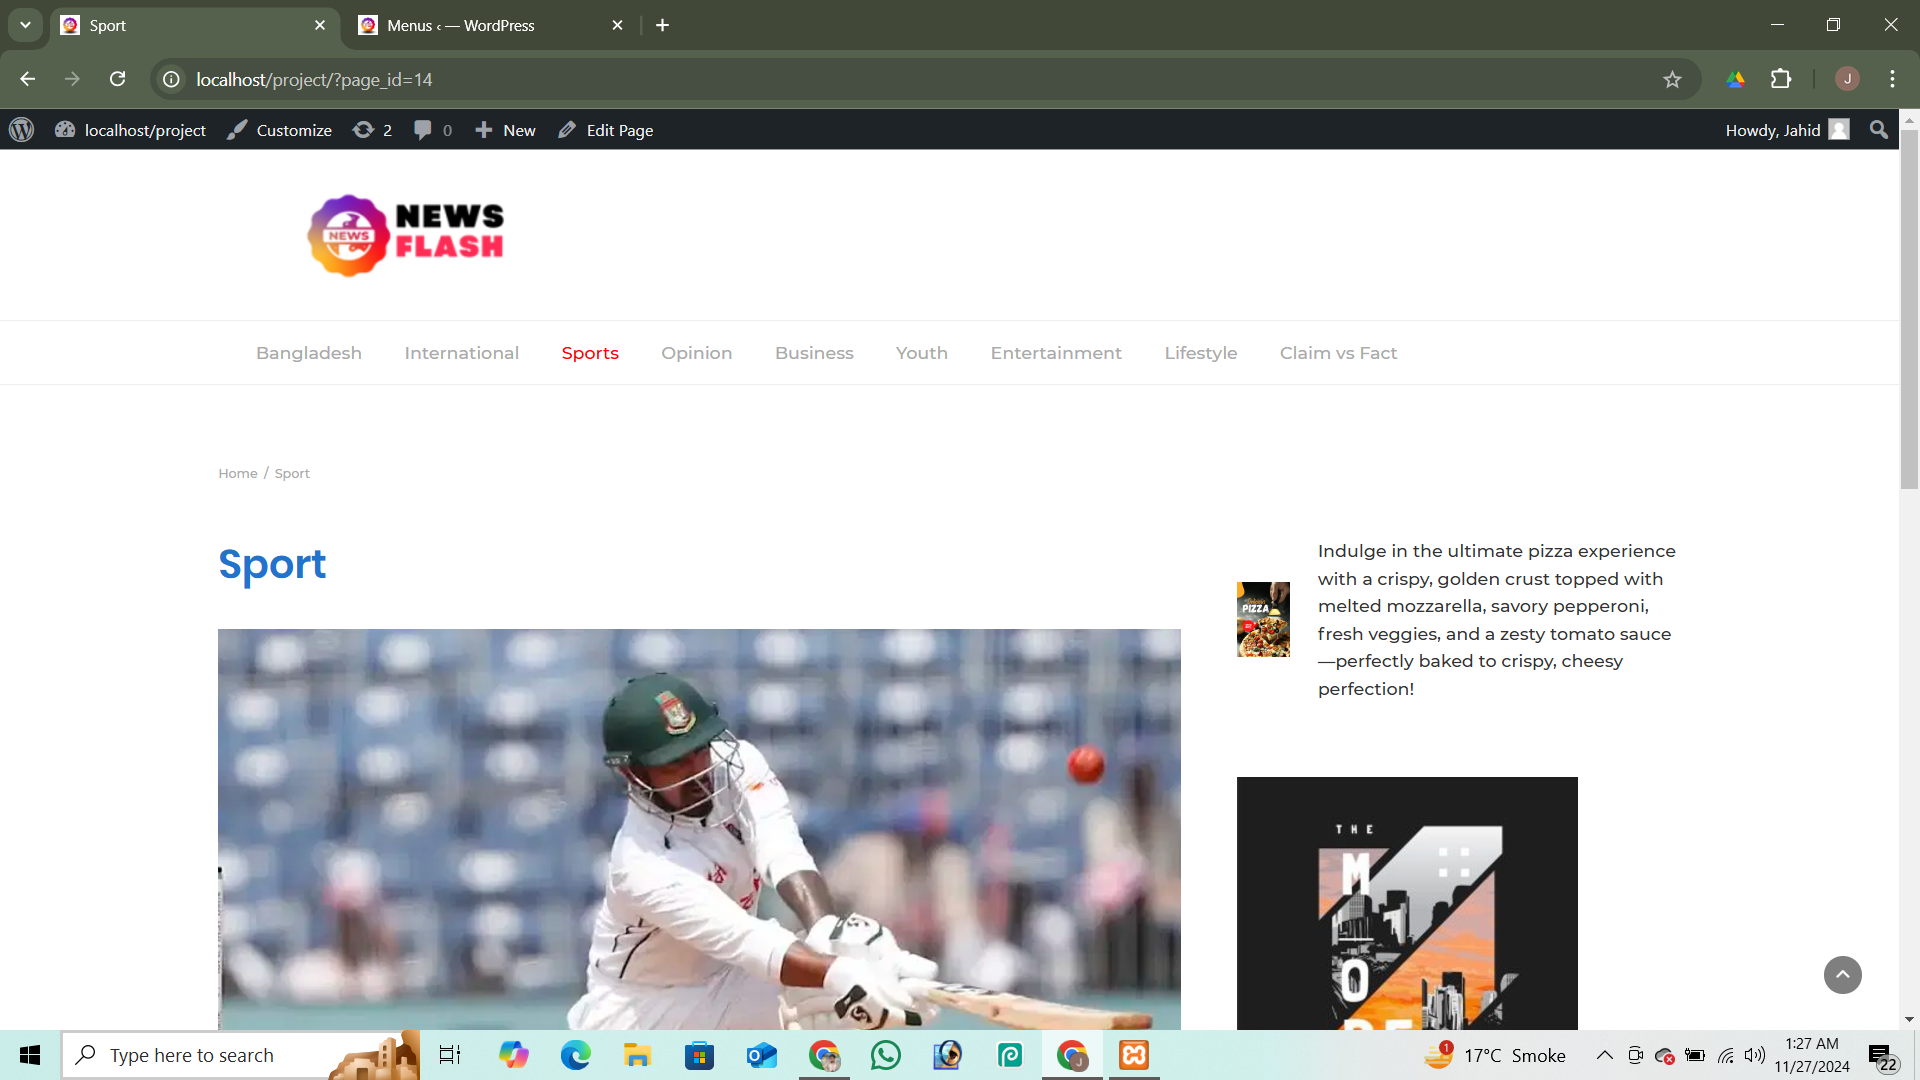 Sport
Menus ‹ — WordPress
localhost/project/?page_id=14
J
localhost/project
Customize
2
0
New
Edit Page
Howdy, Jahid
NEWS
NEWS
FLASH
Bangladesh
International
Sports
Opinion
Business
Youth
Entertainment
Lifestyle
Claim vs Fact
Home / Sport
Sport
Indulge in the ultimate pizza experience
with a crispy, golden crust topped with
melted mozzarella, savory pepperoni,
fresh veggies, and a zesty tomato sauce
—perfectly baked to crispy, cheesy
perfection!
PIZZA
THE
M
O
Type here to search
1
17°C Smoke
1:27 AM
11/27/2024
22